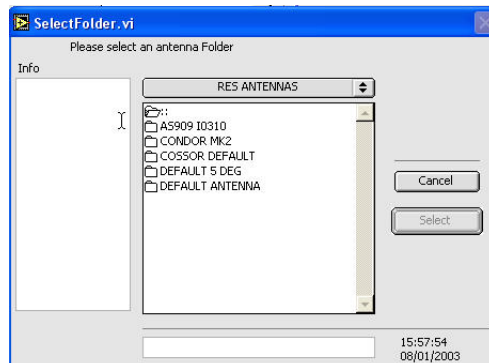 SelectFolder.vi
Please select an antenna Folder
Info
RES ANTENNAS
::
AS909 I0310
CONDOR MK2
COSSOR DEFAULT
DEFAULT 5 DEG
DEFAULT ANTENNA
Cancel
Select
15:57:54
08/01/2003